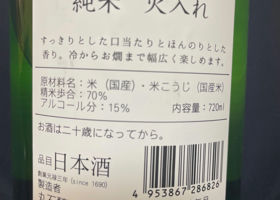 純米 火入れ
すっきりとした口当たりとほんのりとした
香り。冷からお燗まで幅広く楽しめます。
原材料名：米（国産）・米こうじ（国産米）
精米歩合：70%
アルコール分：15% 内容量：720ml
お酒は二十歳になってから。
品目 日本酒
創業元禄三年 (since 1690)
製造者
4 953867 286826